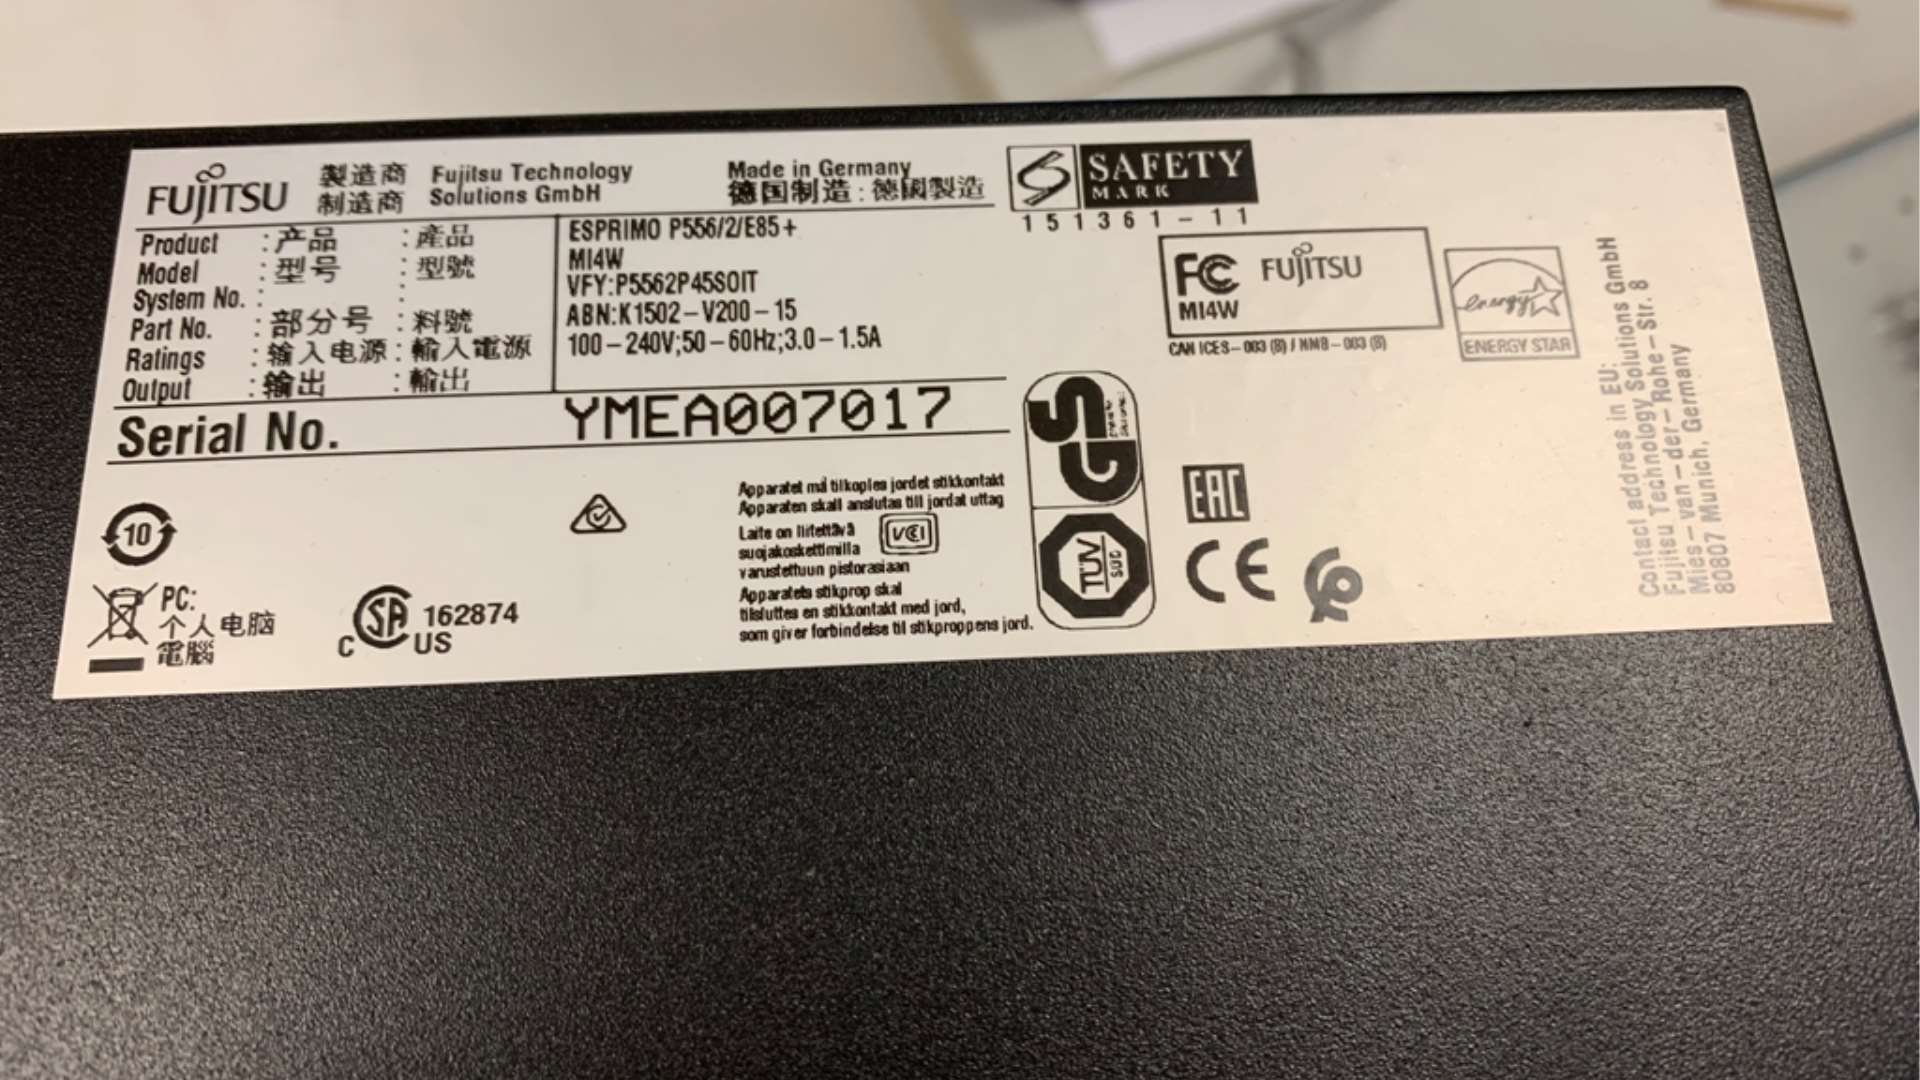 FUJITSU 製造商 Fujitsu Technology Made in Germany
制造商 Solutions GmbH 德国制造 : 德國製造
Product : 产品 : 產品 ESPRIMO P556/2/E85+
Model : 型号 : 型號 MI4W
System No. : : VFY:P5562P45SOIT
Part No. : 部分号 : 料號 ABN:K1502-V200-15
Ratings : 输入电源 : 輸入電源 100-240V;50-60Hz;3.0-1.5A
Output : 输出 : 輸出
Serial No. YMEA007017
SAFETY
MARK
151361-11
FC FUJITSU
MI4W
CAN ICES-003 (B) / NMB-003 (B)
energy
ENERGY STAR
Contact address in EU:
Fujitsu Technology Solutions GmbH
Mies-van-der-Rohe-Str. 8
80807 Munich, Germany
10
PC:
个人电脑
電腦
C SA US 162874
Apparatet må tilkoples jordet stikkontakt
Apparaten skall anslutas till jordat uttag
Laite on liitettävä
suojakoskettimilla
varustettuun pistorasiaan
VCI
Apparatets stikprop skal
tilsluttes en stikkontakt med jord,
som giver forbindelse til stikproppens jord.
GS
TÜV
SÜD
EAC
CE